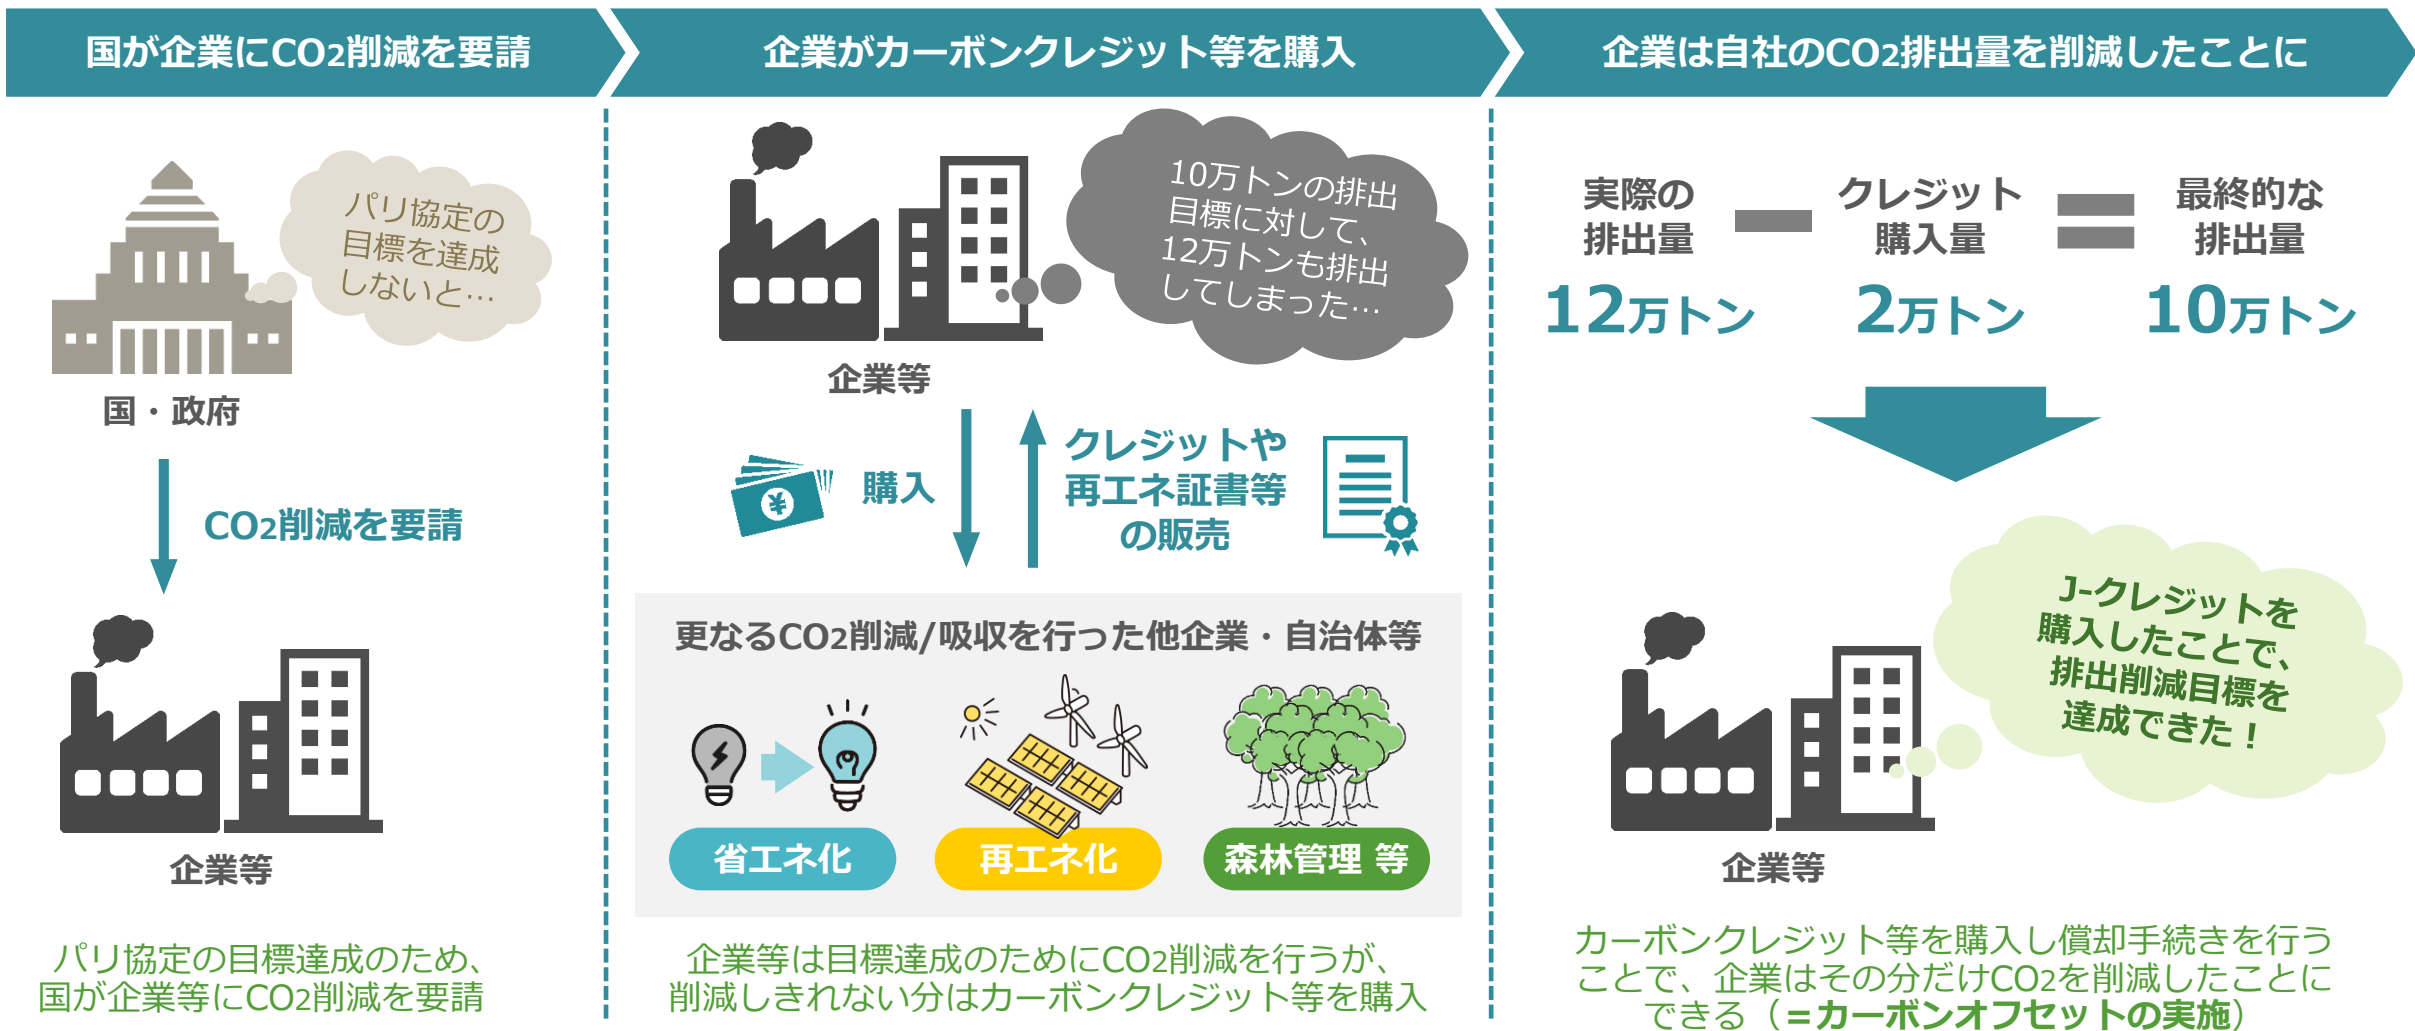 国が企業にCO2削減を要請
パリ協定の
目標を達成
しないと…
国・政府
CO2削減を要請
企業等
パリ協定の目標達成のため、
国が企業等にCO2削減を要請
企業がカーボンクレジット等を購入
10万トンの排出
目標に対して、
12万トンも排出
してしまった…
企業等
¥
購入
クレジットや
再エネ証書等
の販売
更なるCO2削減/吸収を行った他企業・自治体等
省エネ化
再エネ化
森林管理 等
企業等は目標達成のためにCO2削減を行うが、
削減しきれない分はカーボンクレジット等を購入
企業は自社のCO2排出量を削減したことに
実際の
排出量
12万トン
クレジット
購入量
2万トン
最終的な
排出量
10万トン
J-クレジットを
購入したことで、
排出削減目標を
達成できた！
企業等
カーボンクレジット等を購入し償却手続きを行う
ことで、企業はその分だけCO2を削減したことに
できる（＝カーボンオフセットの実施）